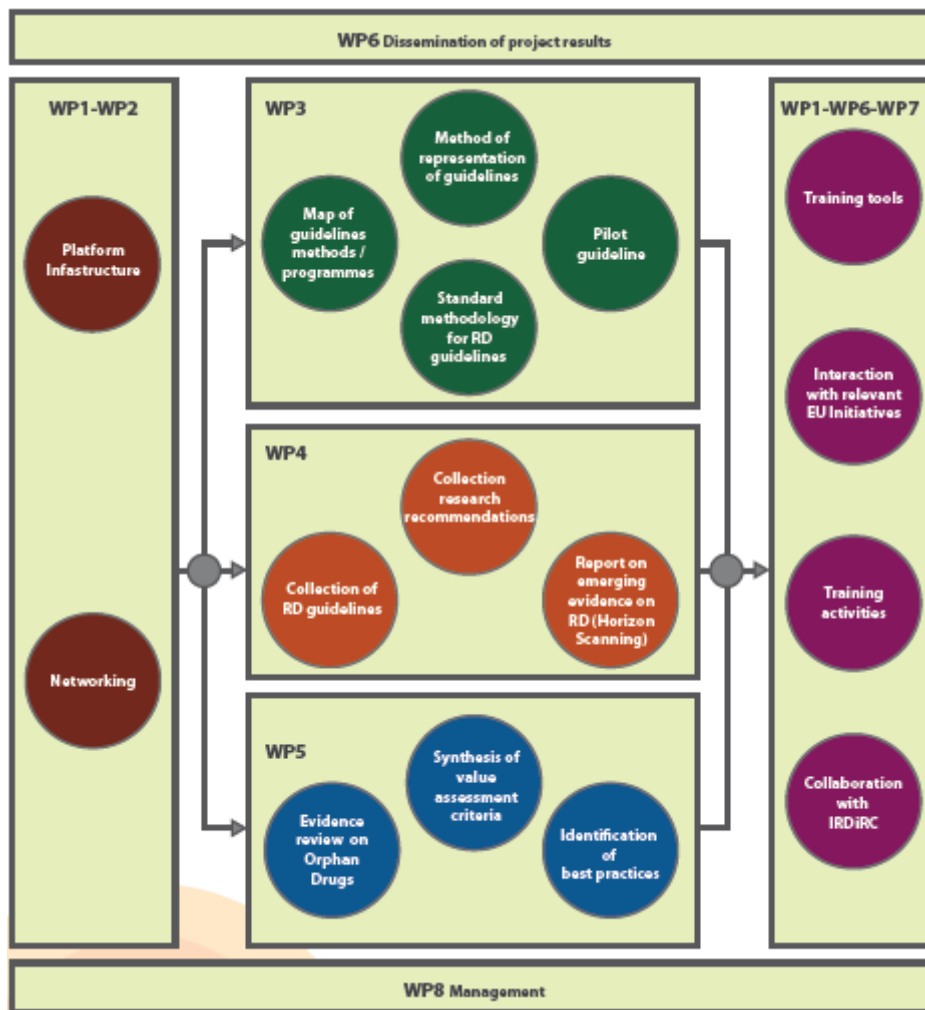 WP6 Dissemination of project results
WP1-WP2
Platform
Infastructure
Networking
WP3
Method of
representation
of guidelines
Map of
guidelines
methods /
programmes
Pilot
guideline
Standard
methodology
for RD
guidelines
WP4
Collection
research
recommendations
Collection of
RD guidelines
Report on
emerging
evidence on
RD (Horizon
Scanning)
WP5
Synthesis of
value
assessment
criteria
Evidence
review on
Orphan
Drugs
Identification
of
best practices
WP1-WP6-WP7
Training tools
Interaction
with relevant
EU Initiatives
Training
activities
Collaboration
with
IRDiRC
WP8 Management